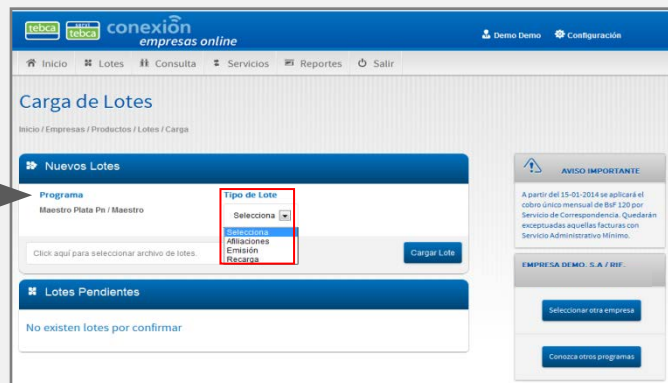 tebca servi tebca conexión
empresas online
Demo Demo Configuración
Inicio Lotes Consulta Servicios Reportes Salir
Carga de Lotes
Inicio / Empresas / Productos / Lotes / Carga
Nuevos Lotes
Programa
Maestro Plata Pn / Maestro
Tipo de Lote
Selecciona
Selecciona
Afiliaciones
Emisión
Recarga
Click aquí para seleccionar archivo de lotes.
Cargar Lote
Lotes Pendientes
No existen lotes por confirmar
AVISO IMPORTANTE
A partir del 15-01-2014 se aplicará el
cobro único mensual de BsF 120 por
Servicio de Correspondencia. Quedarán
exceptuadas aquellas facturas con
Servicio Administrativo Mínimo.
EMPRESA DEMO. S.A / RIF.
Seleccionar otra empresa
Conozca otros programas